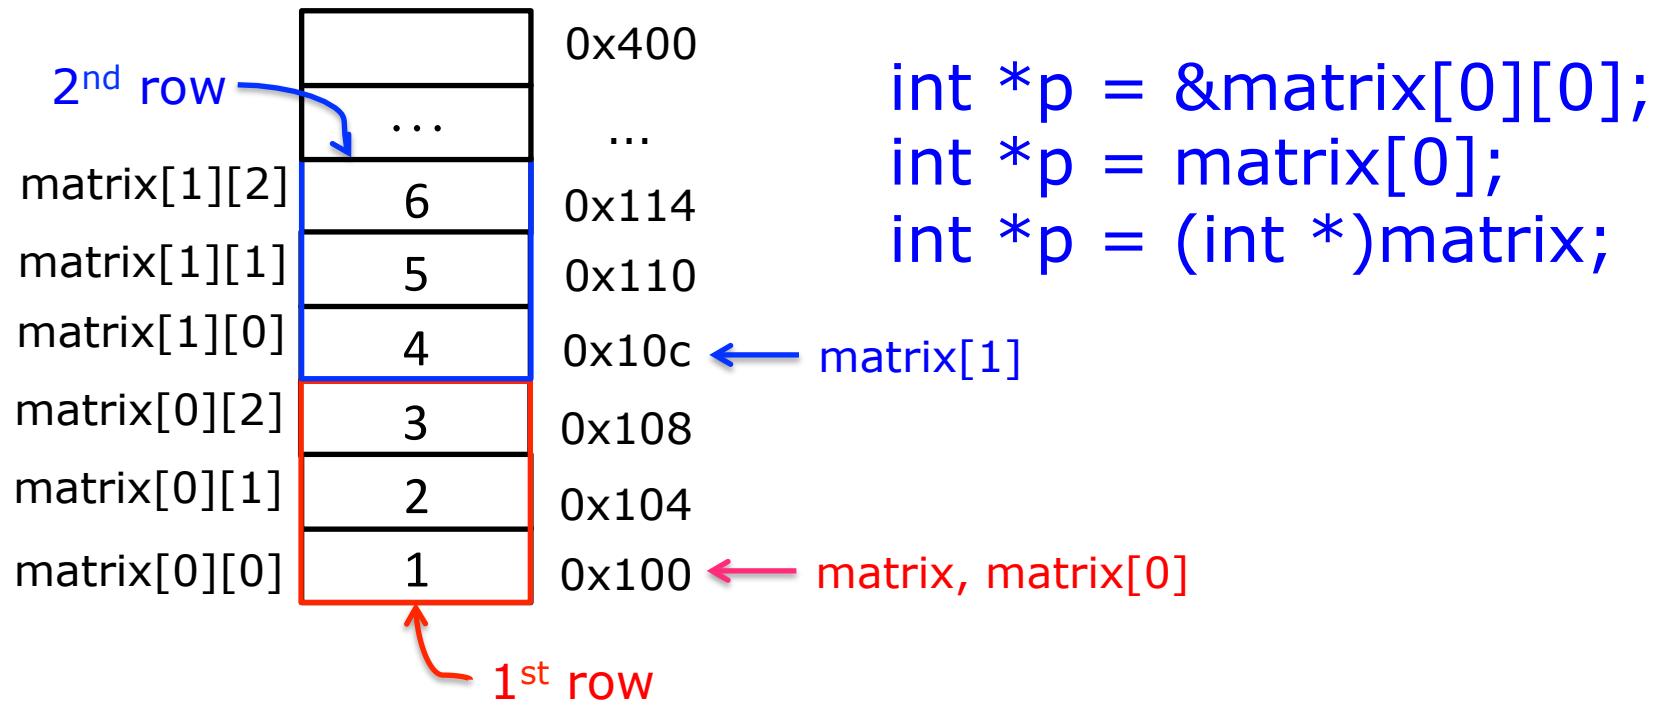 0x400
int *p = &matrix[0][0];
2nd row
... ...
int *p = matrix[0];
matrix[1][2] 6 0x114
int *p = (int *)matrix;
matrix[1][1] 5 0x110
matrix[1][0] 4 0x10c matrix[1]
matrix[0][2] 3 0x108
matrix[0][1] 2 0x104
matrix[0][0] 1 0x100 matrix, matrix[0]
1st row